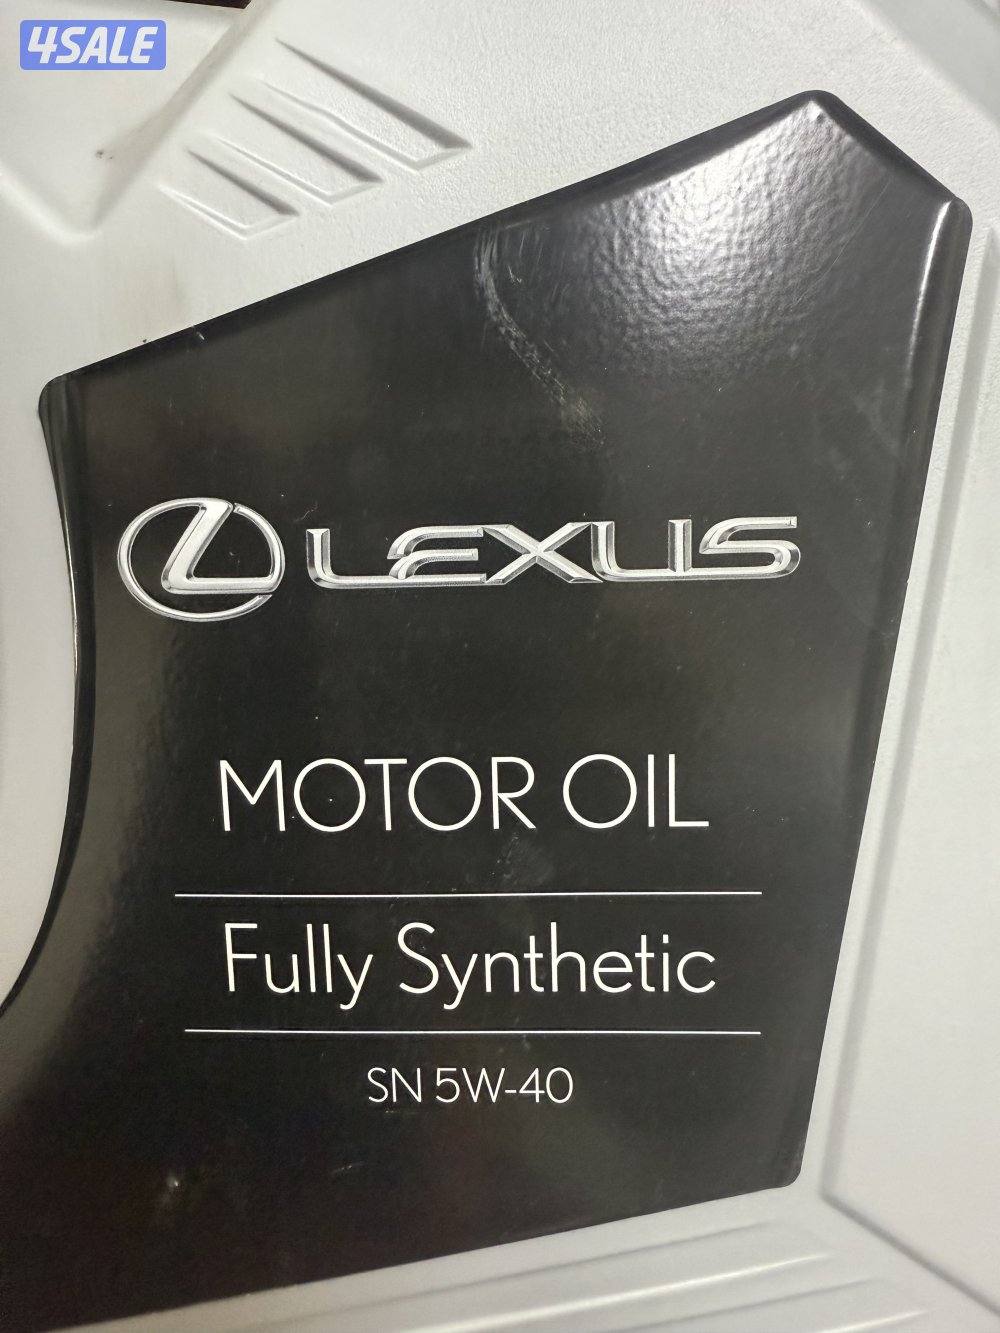 4SALE
LEXUS
MOTOR OIL
Fully Synthetic
SN 5W-40